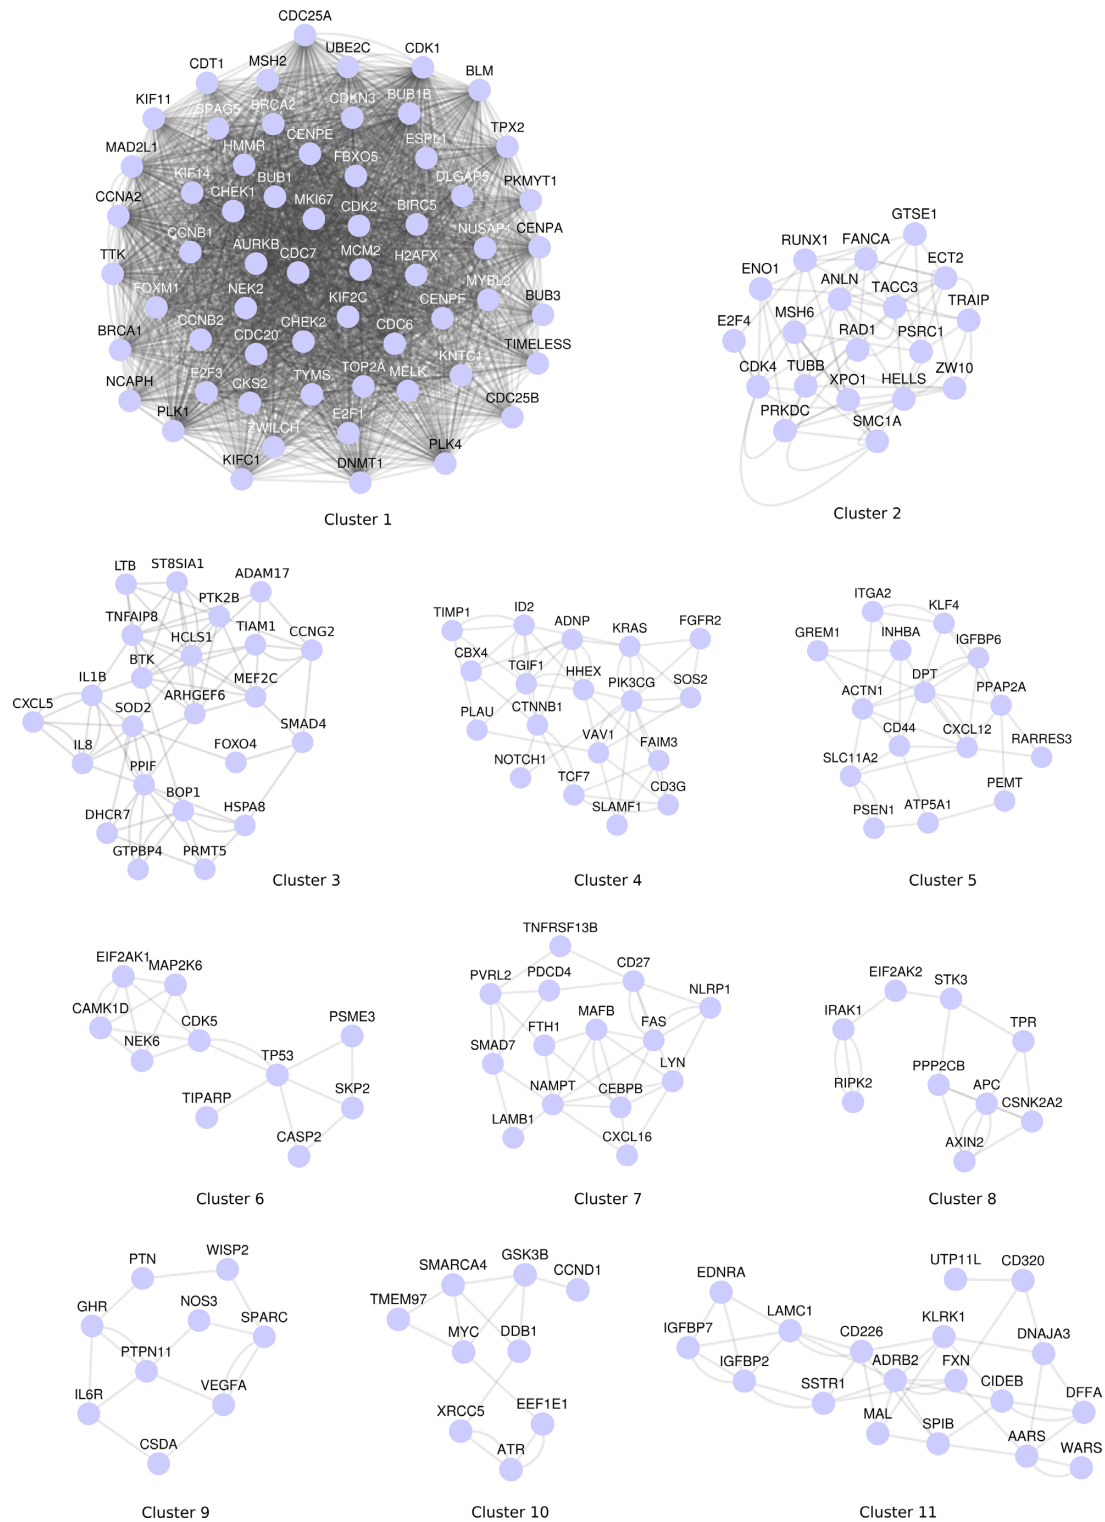 CDC25A
UBE2C
CDK1
MSH2
CDT1
BLM
KIF11
SPAG5
BRCA2
CDKN3
BUB1B
TPX2
MAD2L1
HMMR
CENPE
FBXO5
ESPL1
KIF14
BUB1
DLGAP5
PKMYT1
CCNA2
CHEK1
MKI67
CDK2
BIRC5
CCNB1
NUSAP1
CENPA
TTK
AURKB
CDC7
MCM2
H2AFX
MYBL2
FOXM1
NEK2
KIF2C
CENPF
BUB3
BRCA1
CCNB2
CDC20
CHEK2
CDC6
TIMELESS
NCAPH
E2F3
CKS2
TYMS
TOP2A
MELK
KNTC1
CDC25B
PLK1
ZWILCH
E2F1
PLK4
KIFC1
DNMT1
Cluster 1
GTSE1
RUNX1
FANCA
ECT2
ENO1
ANLN
TACC3
TRAIP
E2F4
MSH6
RAD1
PSRC1
CDK4
TUBB
XPO1
HELLS
ZW10
PRKDC
SMC1A
Cluster 2
LTB
ST8SIA1
ADAM17
PTK2B
TNFAIP8
HCLS1
TIAM1
CCNG2
BTK
IL1B
MEF2C
CXCL5
SOD2
ARHGEF6
SMAD4
IL8
FOXO4
PPIF
BOP1
HSPA8
DHCR7
GTPBP4
PRMT5
Cluster 3
TIMP1
ID2
ADNP
KRAS
FGFR2
CBX4
TGIF1
HHEX
PIK3CG
SOS2
PLAU
CTNNB1
VAV1
FAIM3
NOTCH1
TCF7
CD3G
SLAMF1
Cluster 4
ITGA2
KLF4
GREM1
INHBA
IGFBP6
DPT
PPAP2A
ACTN1
CD44
CXCL12
RARRES3
SLC11A2
PEMT
PSEN1
ATP5A1
Cluster 5
EIF2AK1
MAP2K6
CAMK1D
CDK5
NEK6
PSME3
TP53
SKP2
TIPARP
CASP2
Cluster 6
TNFRSF13B
CD27
PVRL2
PDCD4
NLRP1
MAFB
FTH1
FAS
SMAD7
LYN
NAMPT
CEBPB
LAMB1
CXCL16
Cluster 7
EIF2AK2
STK3
IRAK1
TPR
PPP2CB
APC
RIPK2
CSNK2A2
AXIN2
Cluster 8
WISP2
PTN
NOS3
GHR
SPARC
PTPN11
IL6R
VEGFA
CSDA
Cluster 9
GSK3B
SMARCA4
CCND1
TMEM97
MYC
DDB1
XRCC5
EEF1E1
ATR
Cluster 10
UTP11L
CD320
EDNRA
LAMC1
KLRK1
IGFBP7
CD226
DNAJA3
IGFBP2
ADRB2
FXN
SSTR1
CIDEB
DFFA
MAL
SPIB
AARS
WARS
Cluster 11